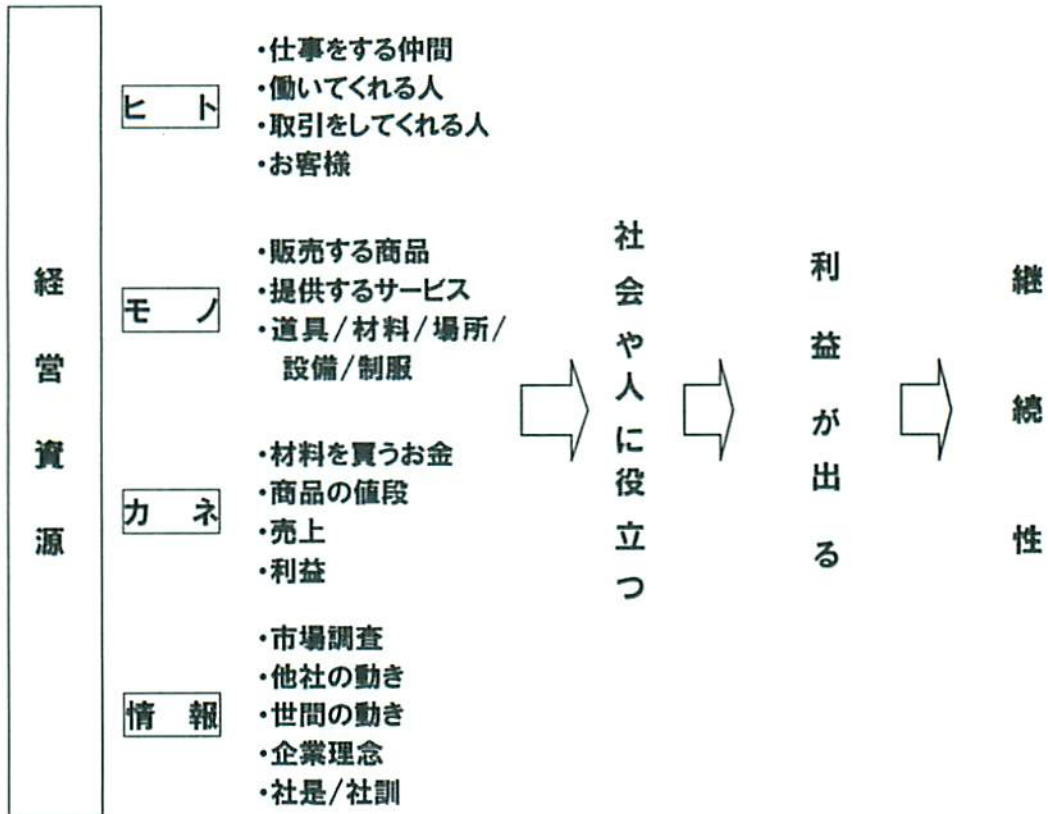 経営資源
ヒト
・仕事をする仲間
・働いてくれる人
・取引をしてくれる人
・お客様
モノ
・販売する商品
・提供するサービス
・道具/材料/場所/
設備/制服
カネ
・材料を買うお金
・商品の値段
・売上
・利益
情報
・市場調査
・他社の動き
・世間の動き
・企業理念
・社是/社訓
社会や人に役立つ
利益が出る
継続性